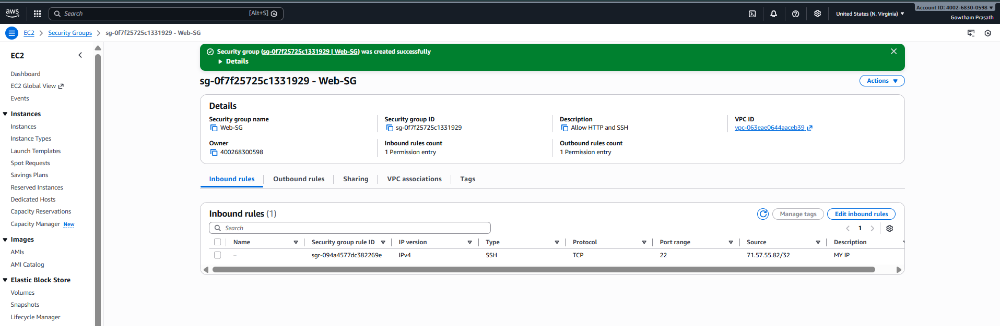 aws
Search [Alt+S]
United States (N. Virginia)
Account ID: 4002-6830-0598
Gowtham Prasath
EC2 > Security Groups > sg-0f7f25725c1331929 - Web-SG
EC2
Dashboard
EC2 Global View
Events
Instances
Instances
Instance Types
Launch Templates
Spot Requests
Savings Plans
Reserved Instances
Dedicated Hosts
Capacity Reservations
Capacity Manager New
Images
AMIs
AMI Catalog
Elastic Block Store
Volumes
Snapshots
Lifecycle Manager
Security group (sg-0f7f25725c1331929 | Web-SG) was created successfully
Details
sg-0f7f25725c1331929 - Web-SG
Actions
Details
Security group name
Web-SG
Security group ID
sg-0f7f25725c1331929
Description
Allow HTTP and SSH
VPC ID
vpc-063eae0644aaceb39
Owner
400268300598
Inbound rules count
1 Permission entry
Outbound rules count
1 Permission entry
Inbound rules Outbound rules Sharing VPC associations Tags
Inbound rules (1)
Manage tags
Edit inbound rules
Search
1
Name Security group rule ID IP version Type Protocol Port range Source Description
– sgr-094a4577dc382269e IPv4 SSH TCP 22 71.57.55.82/32 MY IP